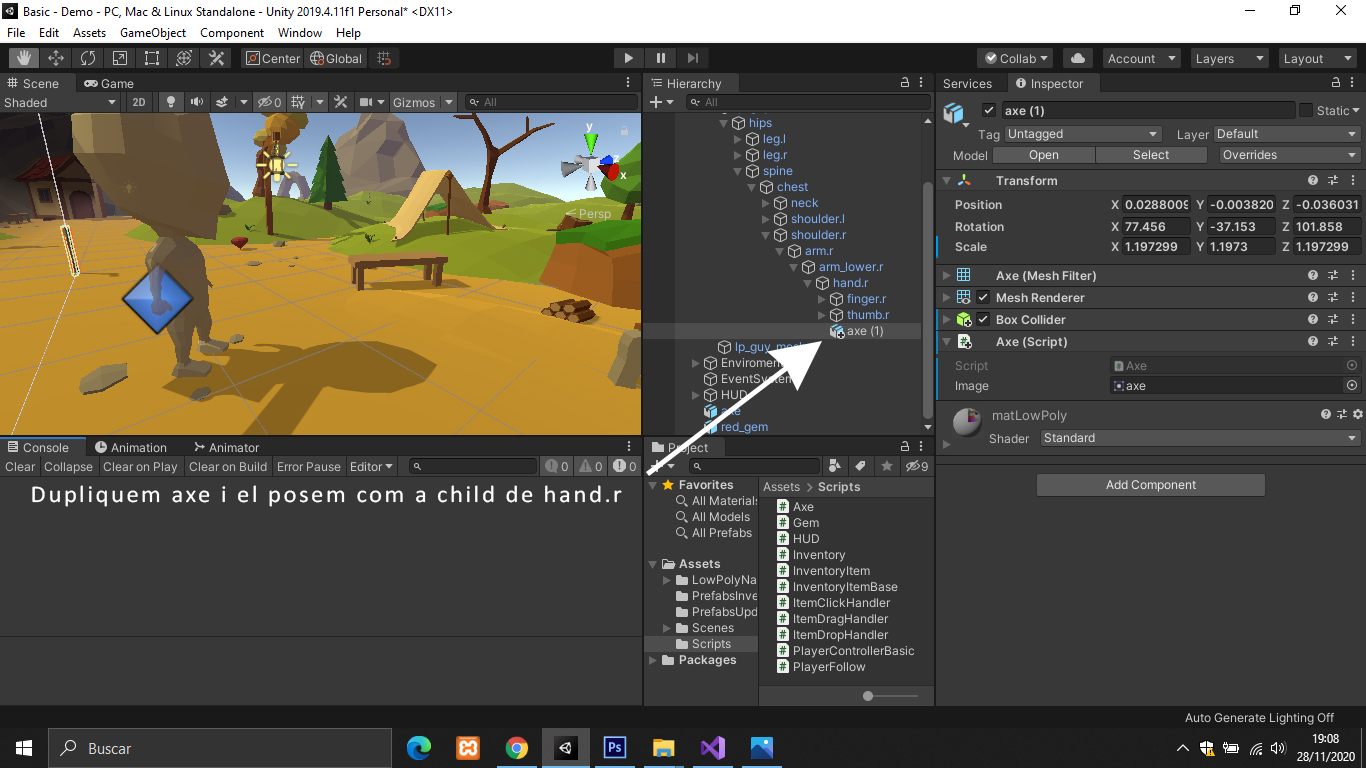 Basic - Demo - PC, Mac & Linux Standalone - Unity 2019.4.11f1 Personal* <DX11>
File Edit Assets GameObject Component Window Help
Center Global Collab Account Layers Layout
Scene Game
Shaded 2D 0 Gizmos All
y
x
Persp
Hierarchy
All
hips
leg.l
leg.r
spine
chest
neck
shoulder.l
shoulder.r
arm.r
arm_lower.r
hand.r
finger.r
thumb.r
axe (1)
lp_guy_mesh
Enviromen
EventSystem
HUD
axe
red_gem
Services Inspector
axe (1) Static
Tag Untagged Layer Default
Model Open Select Overrides
Transform
Position X 0.0288009 Y -0.003820 Z -0.036031
Rotation X 77.456 Y -37.153 Z 101.858
Scale X 1.197299 Y 1.1973 Z 1.197299
Axe (Mesh Filter)
Mesh Renderer
Box Collider
Axe (Script)
Script Axe
Image axe
matLowPoly
Shader Standard
Add Component
Console Animation Animator
Clear Collapse Clear on Play Clear on Build Error Pause Editor 0 0 0
Dupliquem axe i el posem com a child de hand.r
Project
9
Favorites
All Materials
All Models
All Prefabs
Assets
LowPolyNa
PrefabsInve
PrefabsUpd
Scenes
Scripts
Packages
Assets > Scripts
Axe
Gem
HUD
Inventory
InventoryItem
InventoryItemBase
ItemClickHandler
ItemDragHandler
ItemDropHandler
PlayerControllerBasic
PlayerFollow
Auto Generate Lighting Off
Buscar
Ps
19:08
28/11/2020